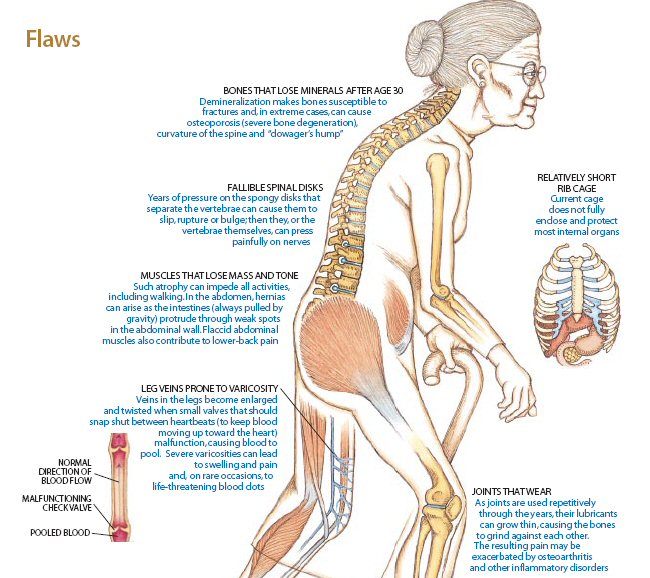 Flaws
BONES THAT LOSE MINERALS AFTER AGE 30
Demineralization makes bones susceptible to
fractures and, in extreme cases, can cause
osteoporosis (severe bone degeneration),
curvature of the spine and "dowager's hump"
FALLIBLE SPINAL DISKS
Years of pressure on the spongy disks that
separate the vertebrae can cause them to
slip, rupture or bulge; then they, or the
vertebrae themselves, can press
painfully on nerves
RELATIVELY SHORT
RIB CAGE
Current cage
does not fully
enclose and protect
most internal organs
MUSCLES THAT LOSE MASS AND TONE
Such atrophy can impede all activities,
including walking. In the abdomen, hernias
can arise as the intestines (always pulled by
gravity) protrude through weak spots
in the abdominal wall. Flaccid abdominal
muscles also contribute to lower-back pain
LEG VEINS PRONE TO VARICOSITY
Veins in the legs become enlarged
and twisted when small valves that should
snap shut between heartbeats (to keep blood
moving up toward the heart)
malfunction, causing blood to
pool. Severe varicosities can lead
to swelling and pain
and, on rare occasions, to
life-threatening blood clots
NORMAL
DIRECTION OF
BLOOD FLOW
MALFUNCTIONING
CHECK VALVE
POOLED BLOOD
JOINTS THAT WEAR
As joints are used repetitively
through the years, their lubricants
can grow thin, causing the bones
to grind against each other.
The resulting pain may be
exacerbated by osteoarthritis
and other inflammatory disorders